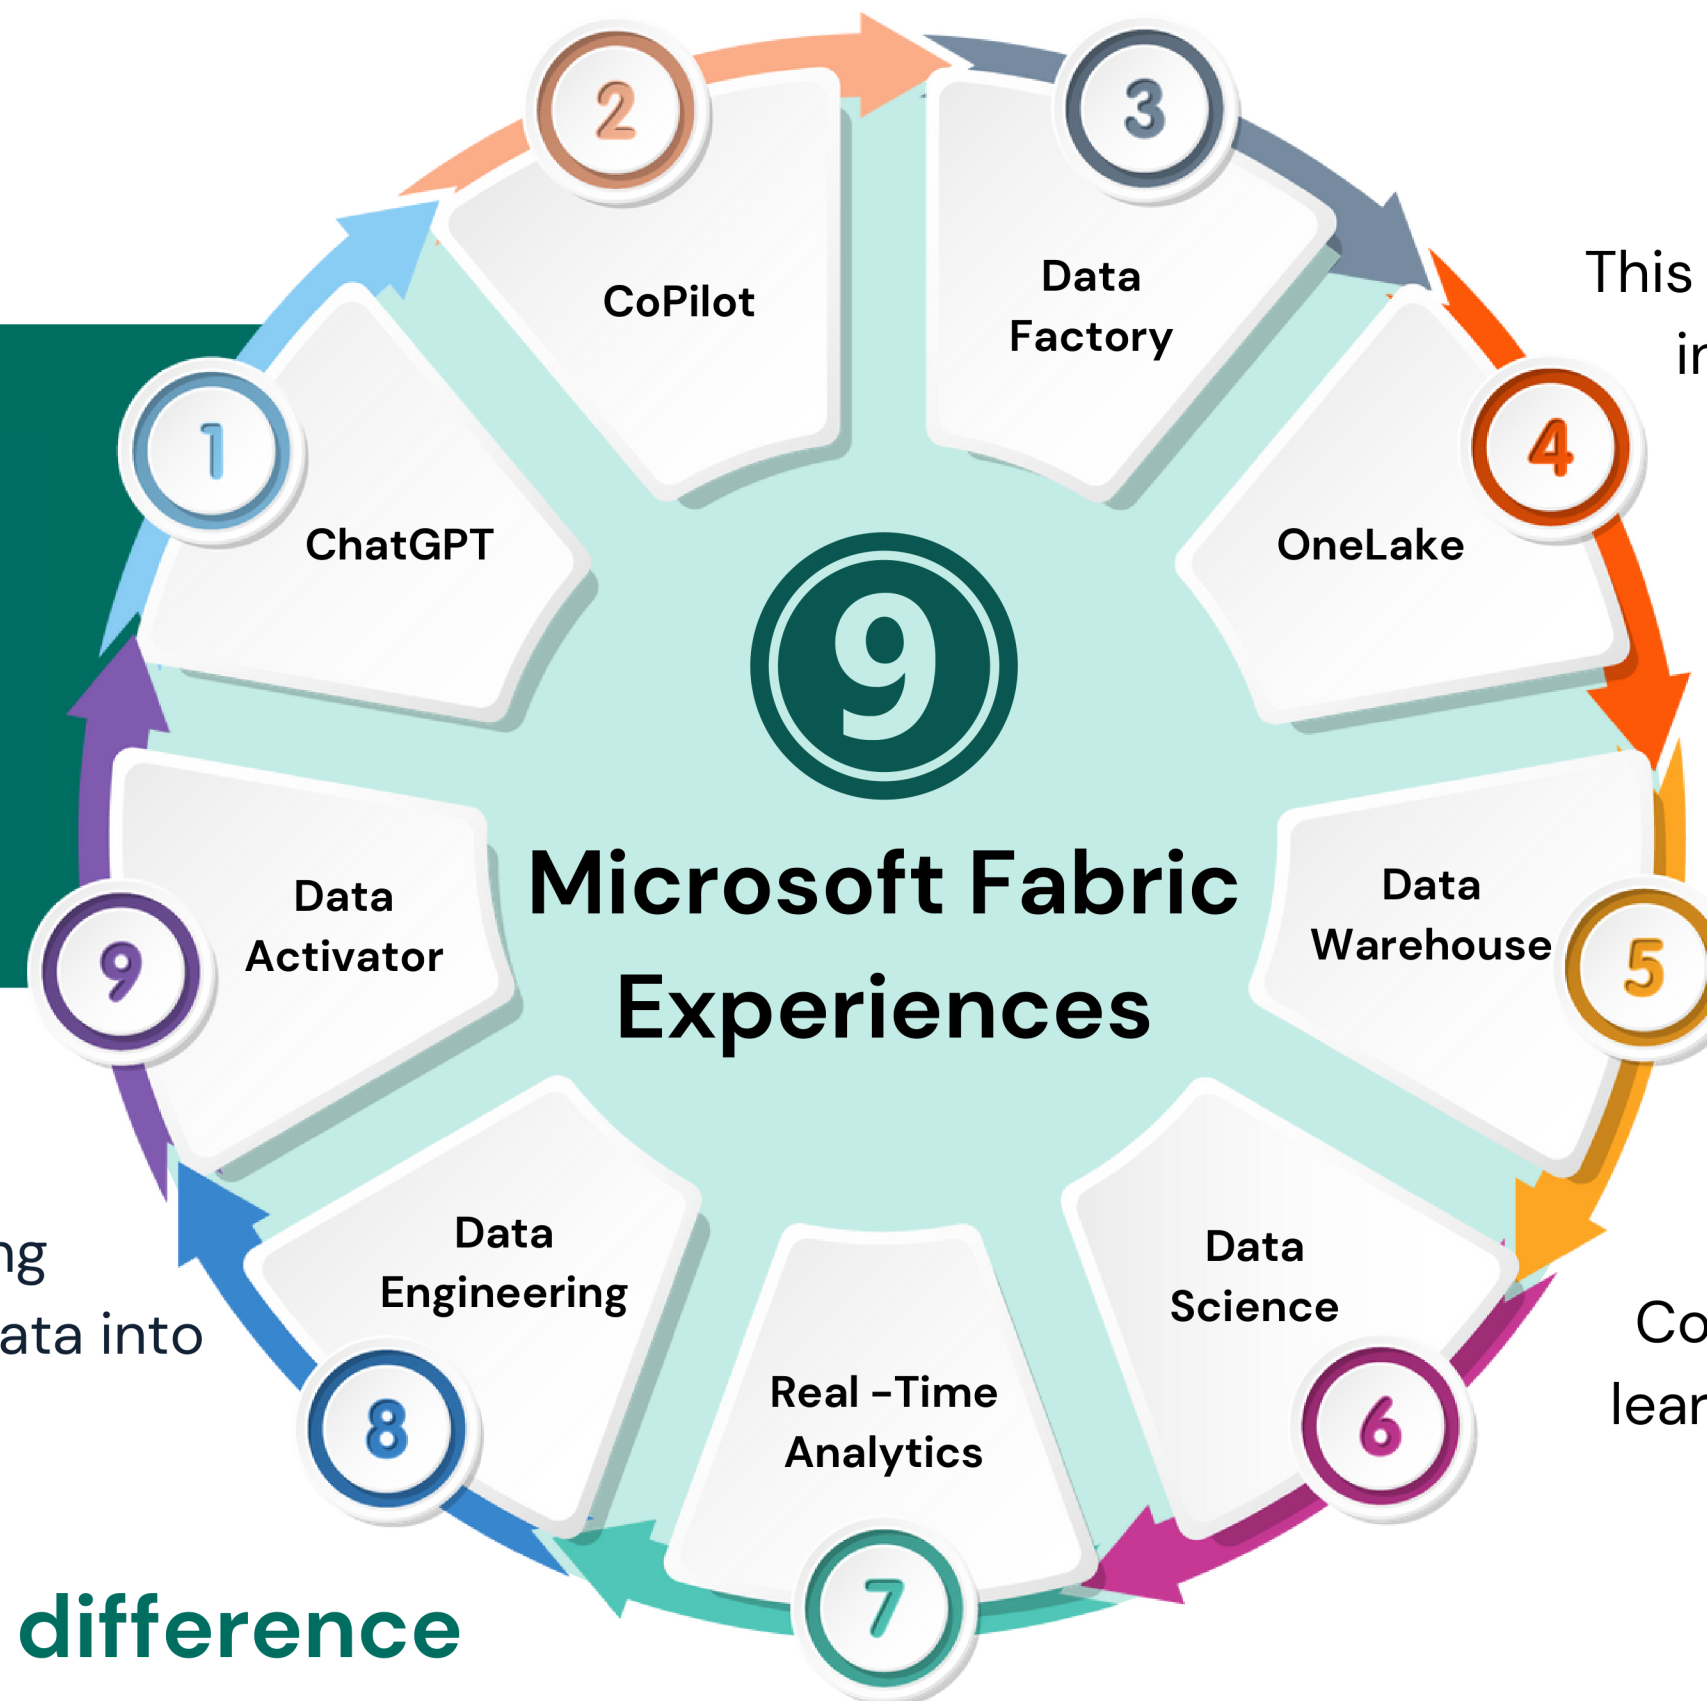 2
3
CoPilot
Data
Factory
This
1
4
ChatGPT
OneLake
9
Microsoft Fabric
Experiences
Data
Activator
9
Data
Warehouse
5
Data
Engineering
8
Real -Time
Analytics
7
Data
Science
6
ata into
difference